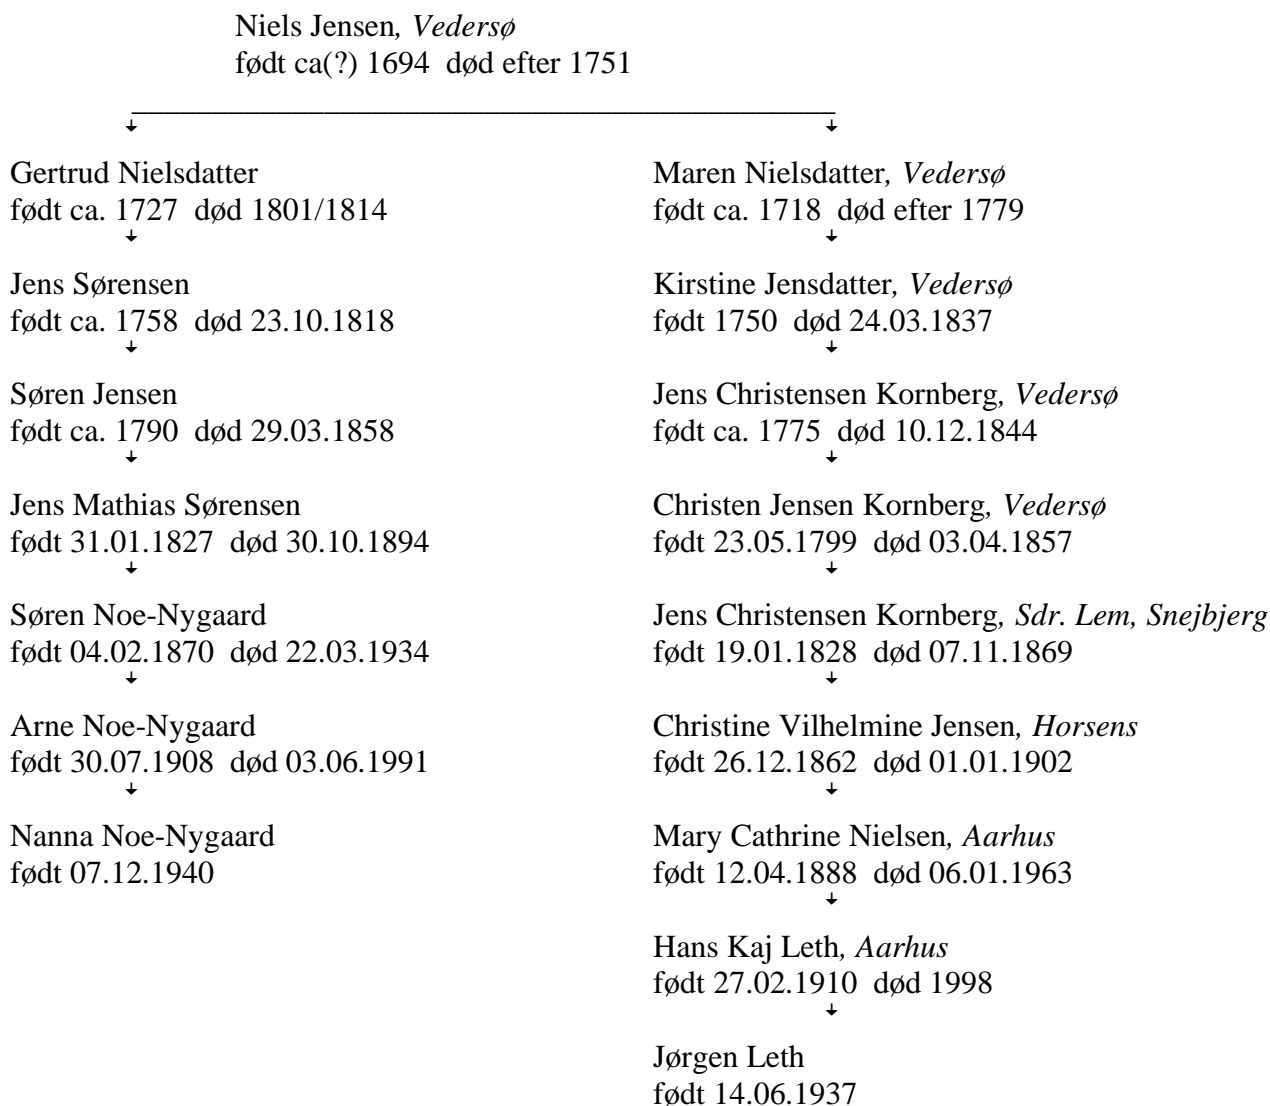 Niels Jensen, Vedersø
født ca(?) 1694 død efter 1751
Gertrud Nielsdatter
født ca. 1727 død 1801/1814
Jens Sørensen
født ca. 1758 død 23.10.1818
Søren Jensen
født ca. 1790 død 29.03.1858
Jens Mathias Sørensen
født 31.01.1827 død 30.10.1894
Søren Noe-Nygaard
født 04.02.1870 død 22.03.1934
Arne Noe-Nygaard
født 30.07.1908 død 03.06.1991
Nanna Noe-Nygaard
født 07.12.1940
Maren Nielsdatter, Vedersø
født ca. 1718 død efter 1779
Kirstine Jensdatter, Vedersø
født 1750 død 24.03.1837
Jens Christensen Kornberg, Vedersø
født ca. 1775 død 10.12.1844
Christen Jensen Kornberg, Vedersø
født 23.05.1799 død 03.04.1857
Jens Christensen Kornberg, Sdr. Lem, Snejbjerg
født 19.01.1828 død 07.11.1869
Christine Vilhelmine Jensen, Horsens
født 26.12.1862 død 01.01.1902
Mary Cathrine Nielsen, Aarhus
født 12.04.1888 død 06.01.1963
Hans Kaj Leth, Aarhus
født 27.02.1910 død 1998
Jørgen Leth
født 14.06.1937